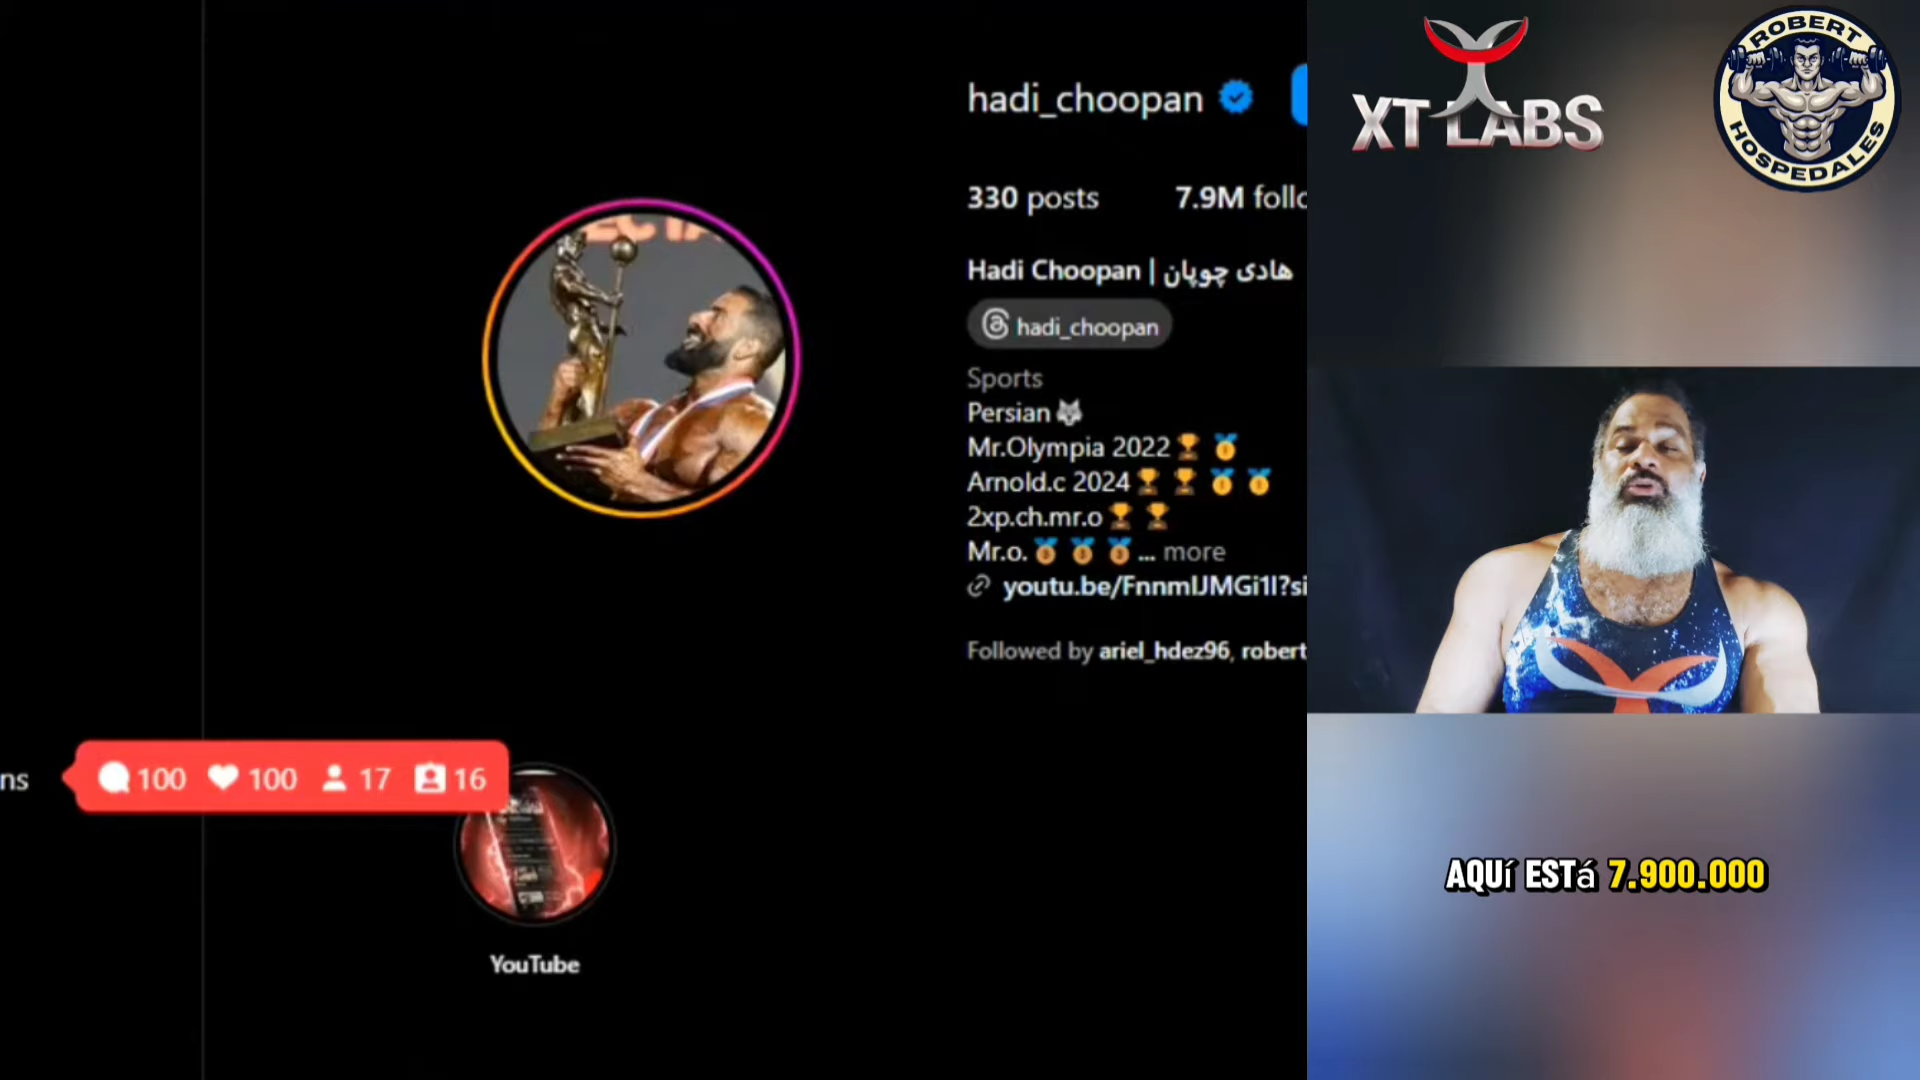 hadi_choopan
330 posts 7.9M follo
Hadi Choopan | هادی چوپان
hadi_choopan
Sports
Persian
Mr.Olympia 2022
Arnold.c 2024
2xp.ch.mr.o
Mr.o. ... more
youtu.be/FnnmlJMGi1I?si
Followed by ariel_hdez96, robert
ns
100 100 17 16
YouTube
XT LABS
ROBERT
HOSPEDALES
AQUí ESTá 7.900.000